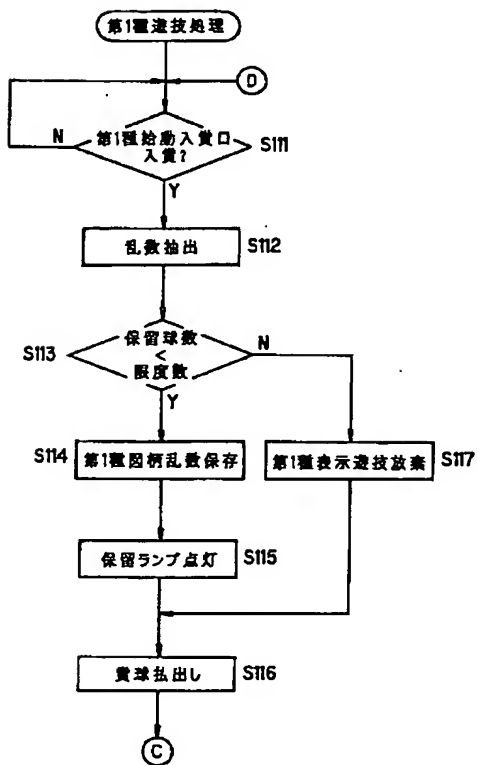 第1種遊技処理
D
N
第1種始動入賞口
入賞?
S111
Y
乱数抽出
S112
S113
保留球数
<
限度数
N
Y
S114
第1種図柄乱数保存
第1種表示遊技放棄
S117
保留ランプ点灯
S115
賞球払出し
S116
C